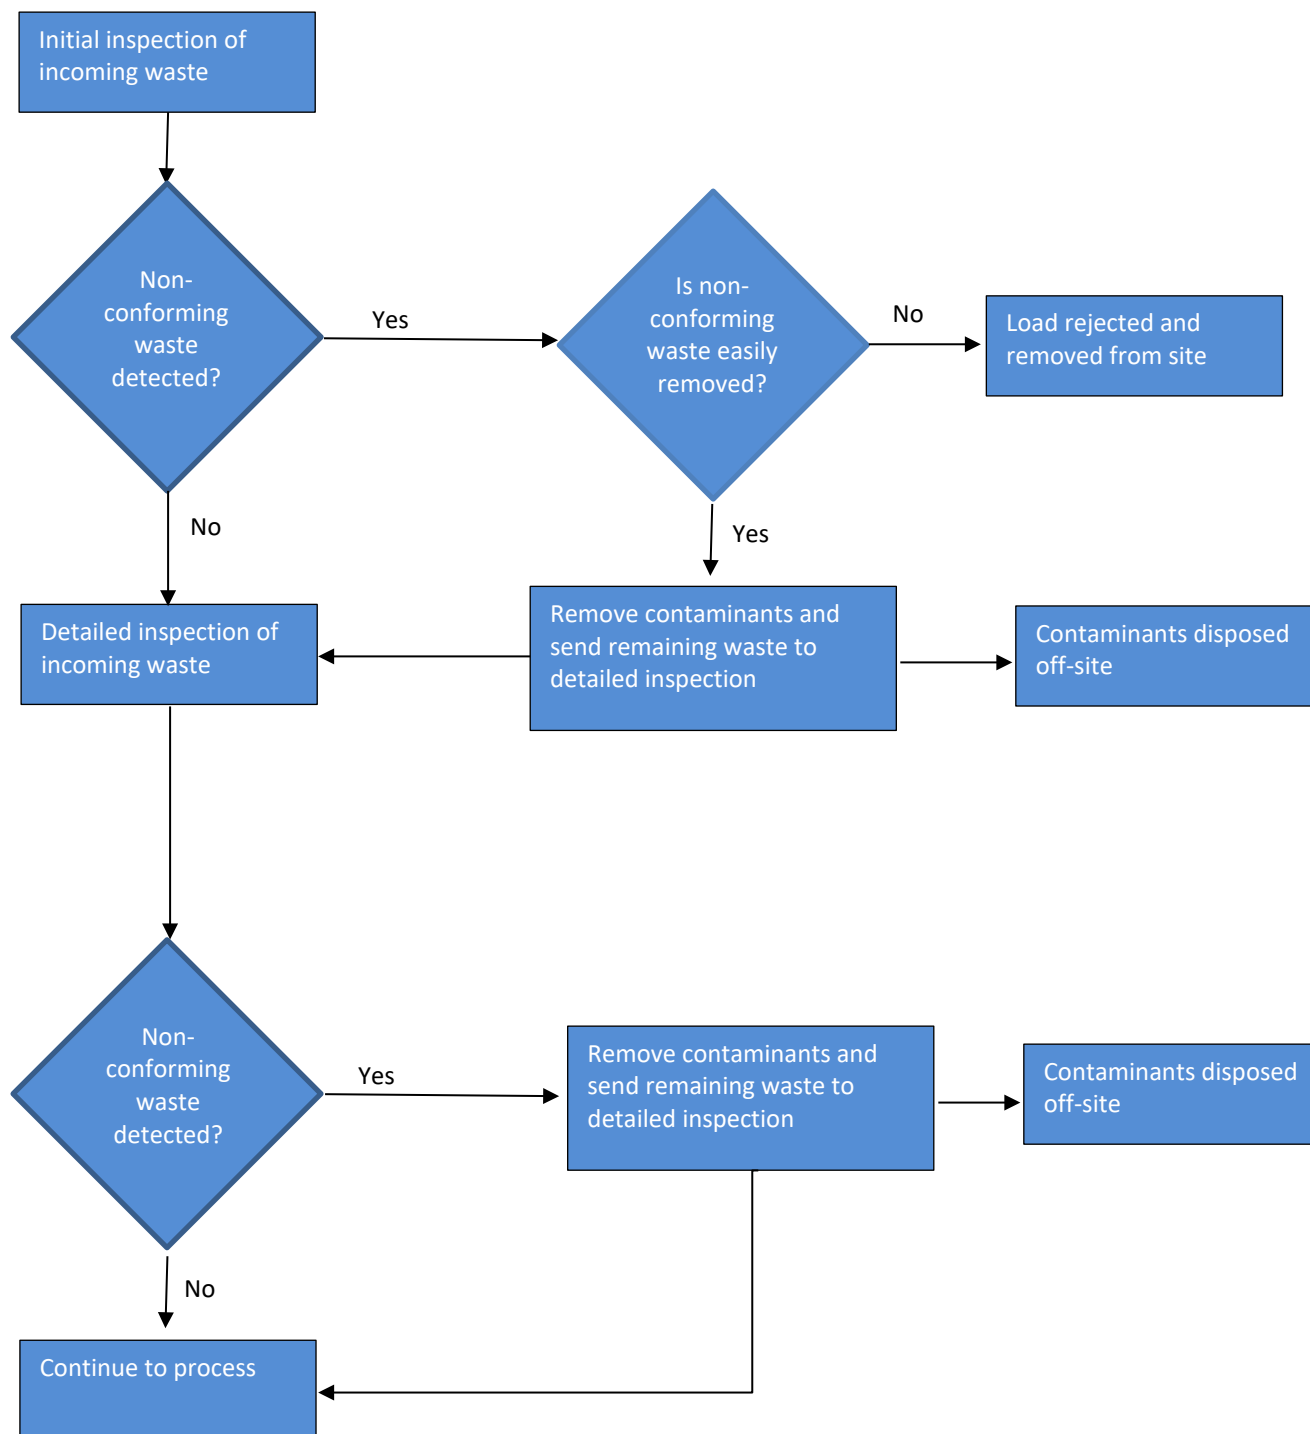 Initial inspection of
incoming waste
Non-
conforming
waste
detected?
Yes
Is non-
conforming
waste easily
removed?
No
Load rejected and
removed from site
No
Yes
Detailed inspection of
incoming waste
Remove contaminants and
send remaining waste to
detailed inspection
Contaminants disposed
off-site
Non-
conforming
waste
detected?
Yes
Remove contaminants and
send remaining waste to
detailed inspection
Contaminants disposed
off-site
No
Continue to process